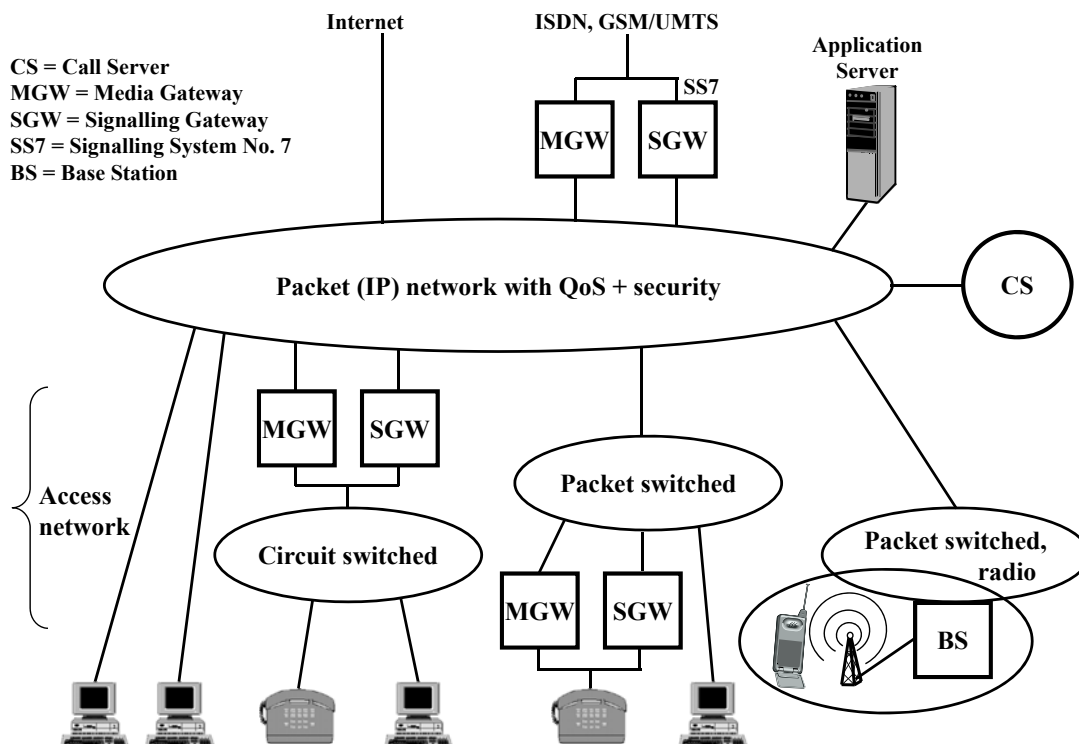 Internet
ISDN, GSM/UMTS
Application
Server
CS = Call Server
MGW = Media Gateway
SGW = Signalling Gateway
SS7 = Signalling System No. 7
BS = Base Station
SS7
MGW
SGW
Packet (IP) network with QoS + security
CS
MGW
SGW
Access
network
Packet switched
Circuit switched
Packet switched,
radio
MGW
SGW
BS